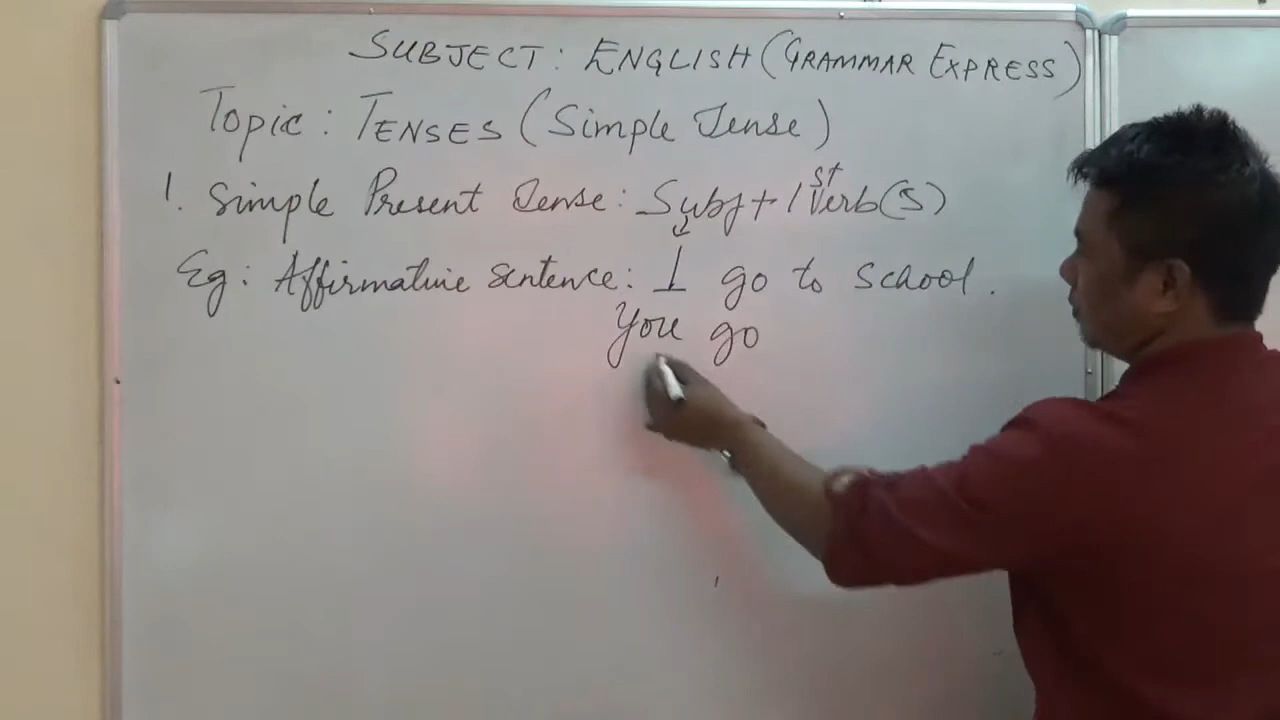 SUBJECT: ENGLISH (GRAMMAR EXPRESS)
Topic: TENSES (Simple Tense)
1. Simple Present Tense: Subj + 1st Verb(s)
Eg: Affirmative sentence: I go to school.
You go